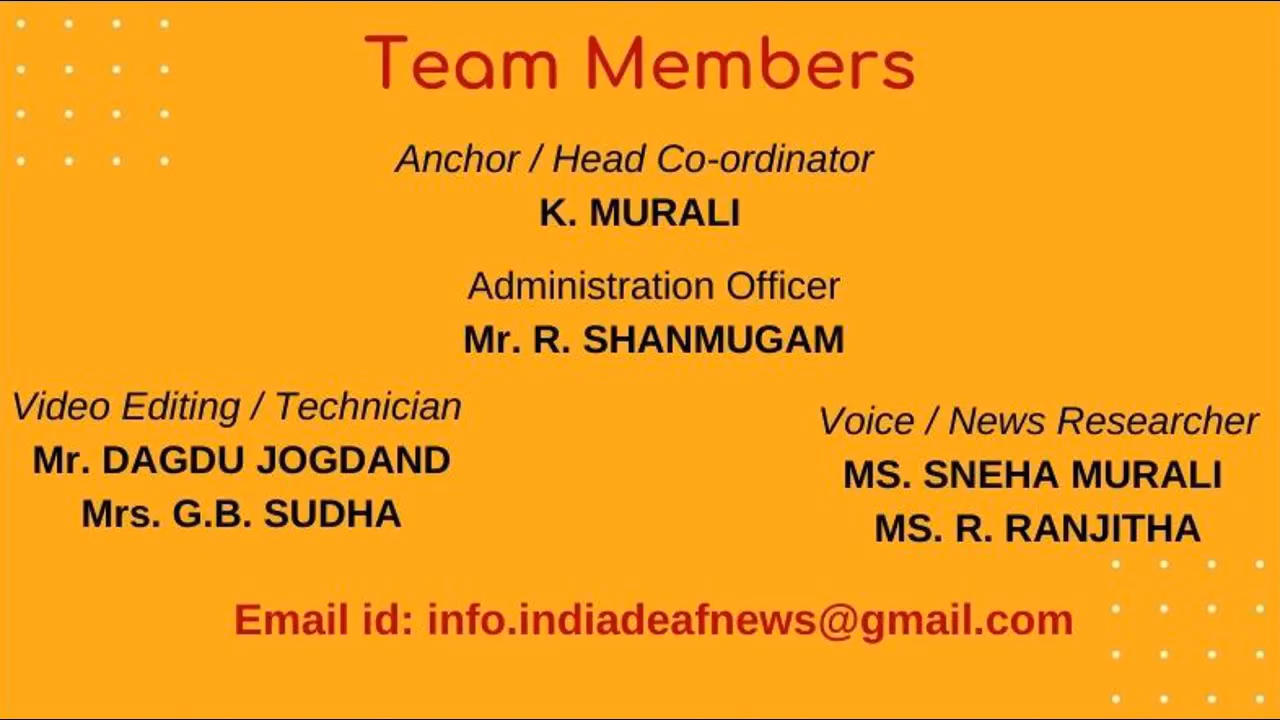 Team Members
Anchor / Head Co-ordinator
K. MURALI
Administration Officer
Mr. R. SHANMUGAM
Video Editing / Technician
Mr. DAGDU JOGDAND
Mrs. G.B. SUDHA
Voice / News Researcher
MS. SNEHA MURALI
MS. R. RANJITHA
Email id: info.indiadeafnews@gmail.com